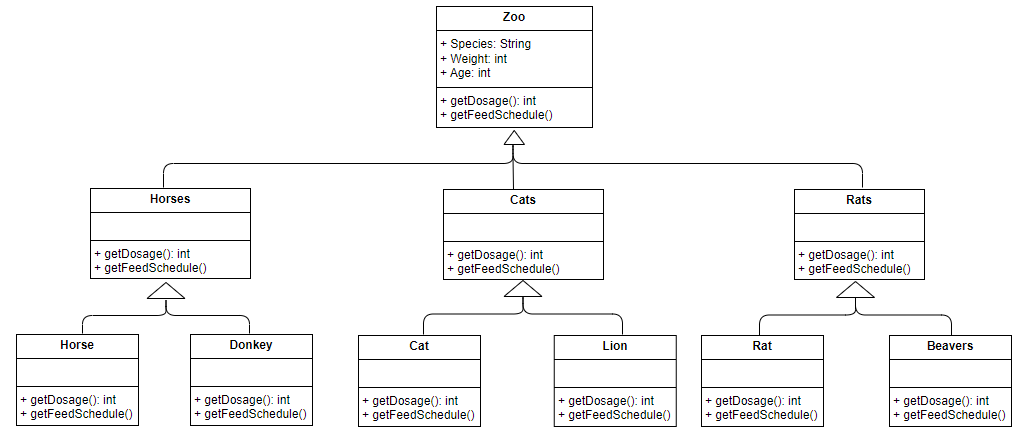 Zoo
+ Species: String
+ Weight: int
+ Age: int
+ getDosage(): int
+ getFeedSchedule()
Horses
+ getDosage(): int
+ getFeedSchedule()
Cats
+ getDosage(): int
+ getFeedSchedule()
Rats
+ getDosage(): int
+ getFeedSchedule()
Horse
+ getDosage(): int
+ getFeedSchedule()
Donkey
+ getDosage(): int
+ getFeedSchedule()
Cat
+ getDosage(): int
+ getFeedSchedule()
Lion
+ getDosage(): int
+ getFeedSchedule()
Rat
+ getDosage(): int
+ getFeedSchedule()
Beavers
+ getDosage(): int
+ getFeedSchedule()